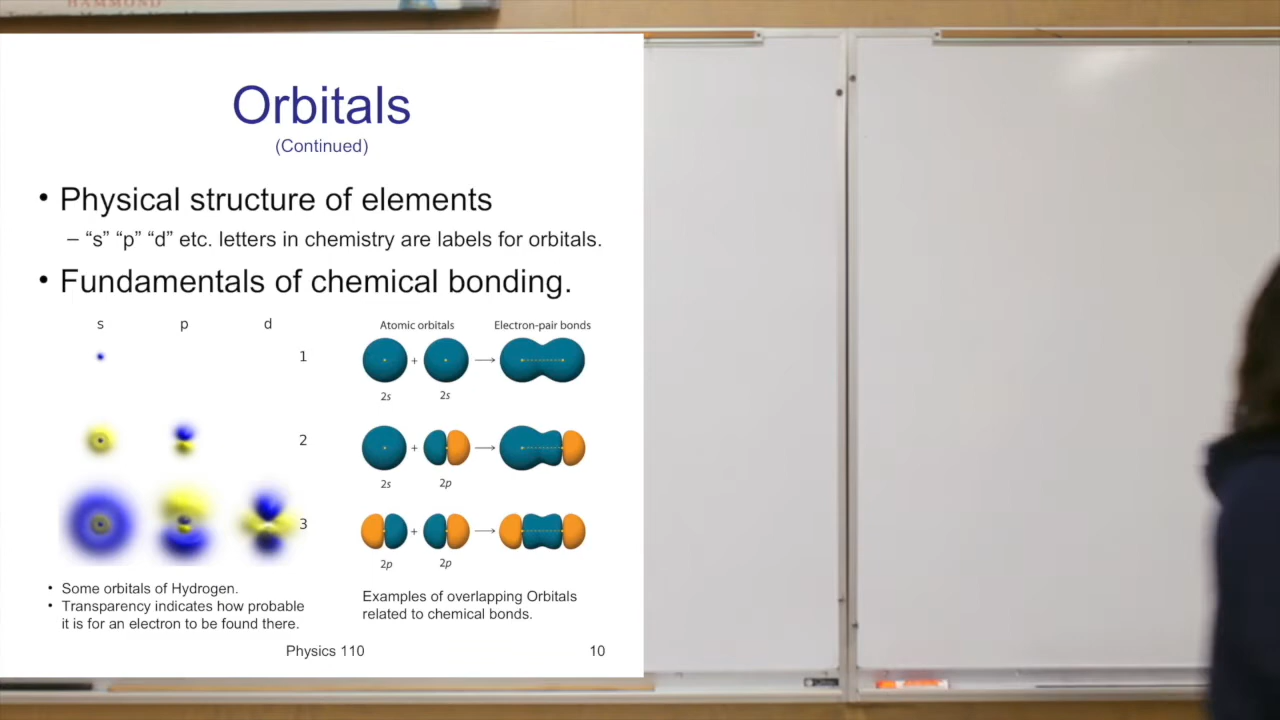 HAMMOND
Orbitals
(Continued)
• Physical structure of elements
– “s” “p” “d” etc. letters in chemistry are labels for orbitals.
• Fundamentals of chemical bonding.
s p d
1
2
3
Atomic orbitals Electron-pair bonds
+
2s 2s
+
2s 2p
+
2p 2p
• Some orbitals of Hydrogen.
• Transparency indicates how probable
it is for an electron to be found there.
Examples of overlapping Orbitals
related to chemical bonds.
Physics 110 10